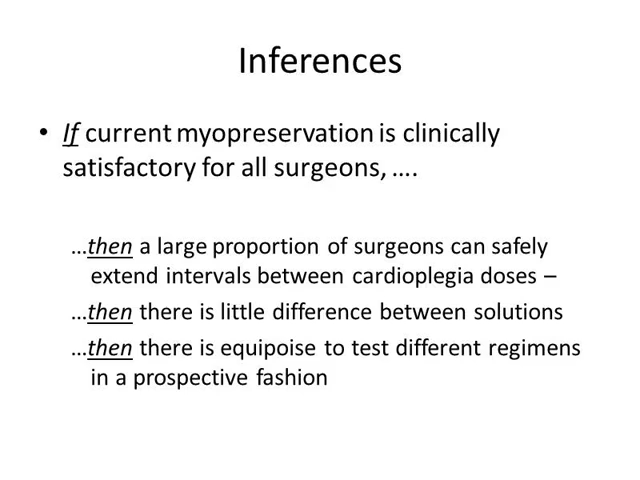 Inferences
• If current myopreservation is clinically
satisfactory for all surgeons, ....
...then a large proportion of surgeons can safely
extend intervals between cardioplegia doses –
...then there is little difference between solutions
...then there is equipoise to test different regimens
in a prospective fashion